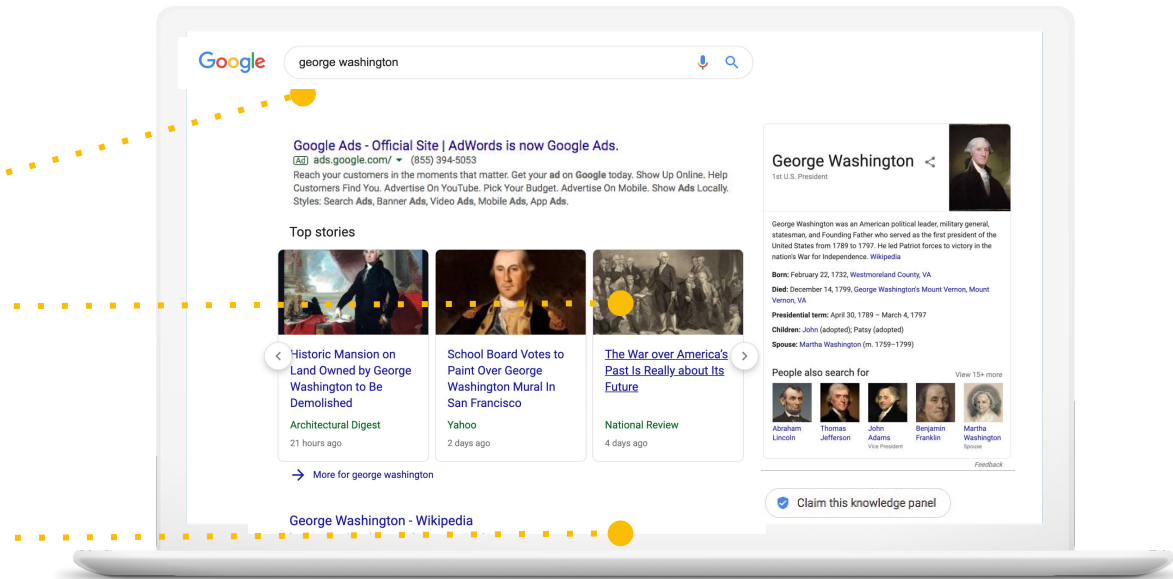 Google
george washington
Google Ads - Official Site | AdWords is now Google Ads.
Ad ads.google.com/ (855) 394-5053
Reach your customers in the moments that matter. Get your ad on Google today. Show Up Online. Help
Customers Find You. Advertise On YouTube. Pick Your Budget. Advertise On Mobile. Show Ads Locally.
Styles: Search Ads, Banner Ads, Video Ads, Mobile Ads, App Ads.
Top stories
Historic Mansion on
Land Owned by George
Washington to Be
Demolished
Architectural Digest
21 hours ago
School Board Votes to
Paint Over George
Washington Mural In
San Francisco
Yahoo
2 days ago
The War over America's
Past Is Really about Its
Future
National Review
4 days ago
More for george washington
George Washington - Wikipedia
George Washington
1st U.S. President
George Washington was an American political leader, military general,
statesman, and Founding Father who served as the first president of the
United States from 1789 to 1797. He led Patriot forces to victory in the
nation's War for Independence. Wikipedia
Born: February 22, 1732, Westmoreland County, VA
Died: December 14, 1799, George Washington's Mount Vernon, Mount
Vernon, VA
Presidential term: April 30, 1789 – March 4, 1797
Children: John (adopted); Patsy (adopted)
Spouse: Martha Washington (m. 1759–1799)
People also search for
View 15+ more
Abraham
Lincoln
Thomas
Jefferson
John
Adams
Vice President
Benjamin
Franklin
Martha
Washington
Spouse
Feedback
Claim this knowledge panel